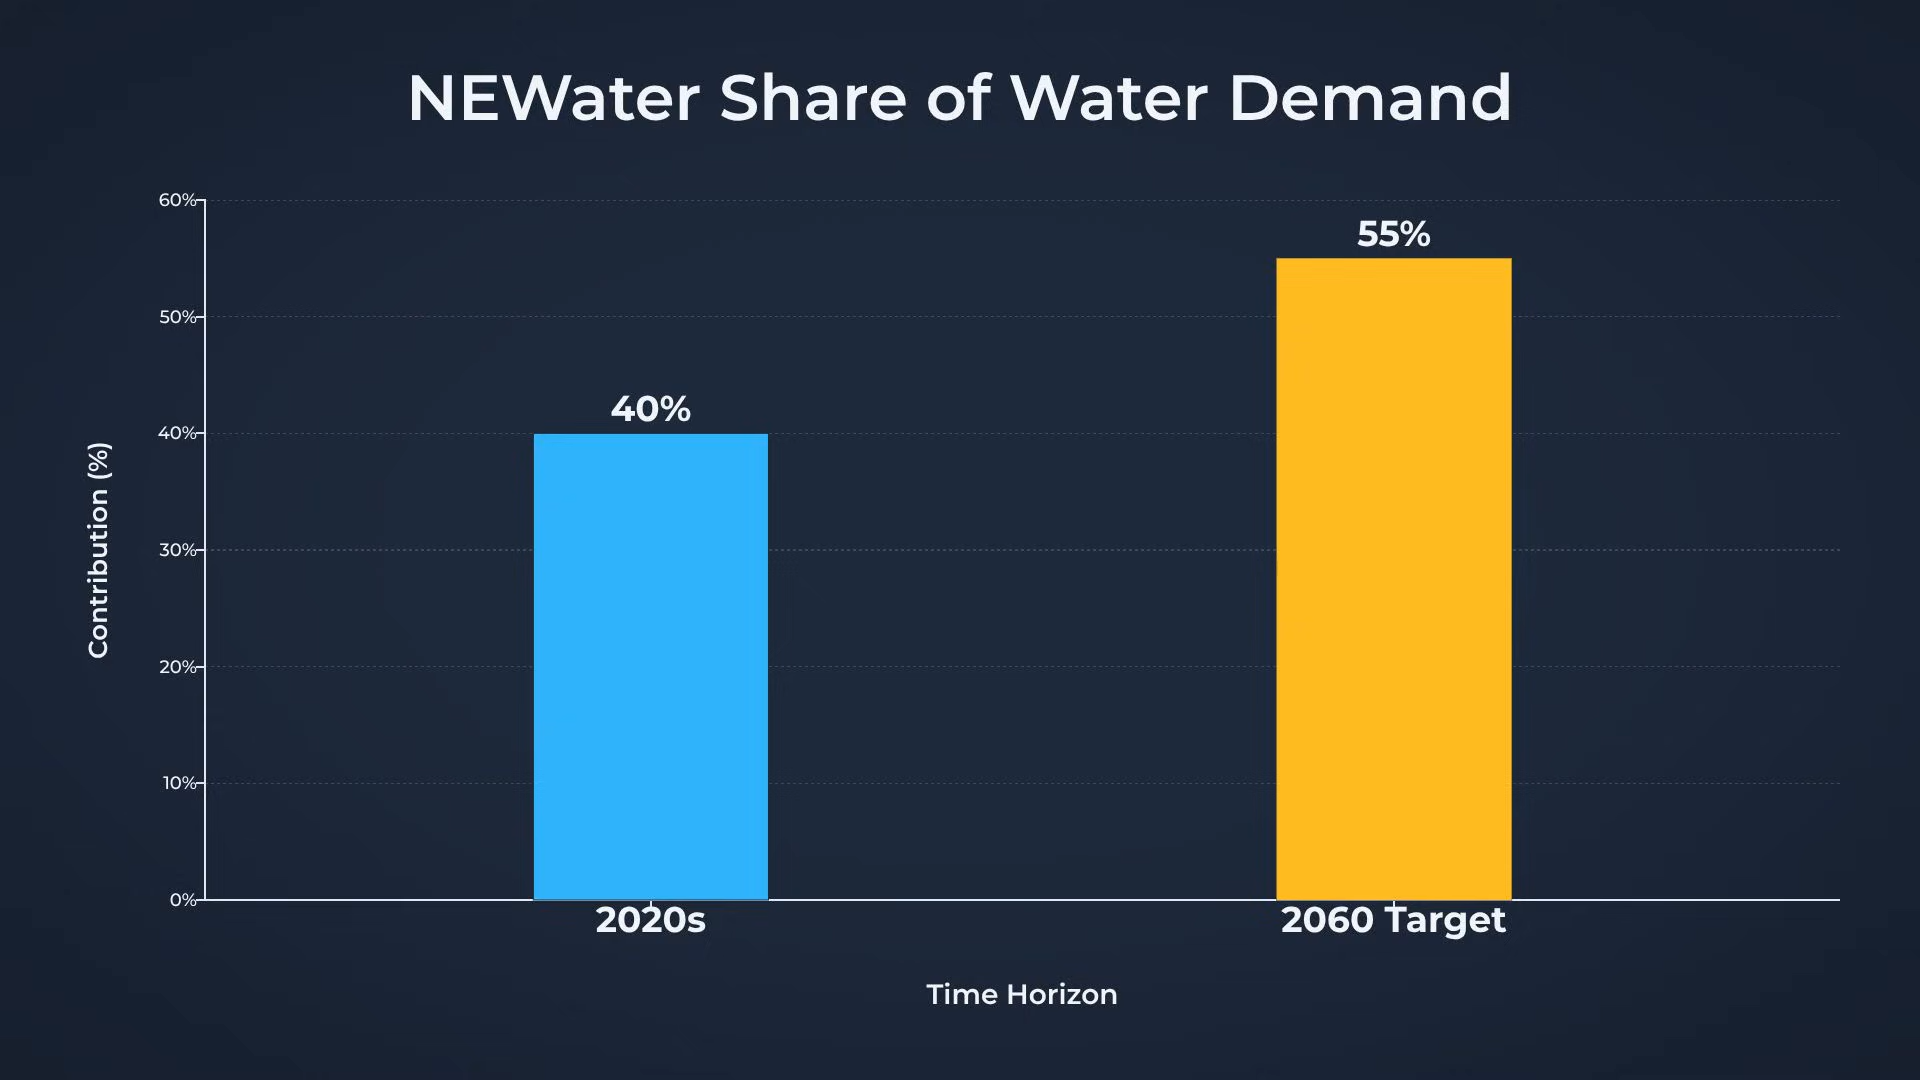 NEWater Share of Water Demand
60%
50%
40%
30%
20%
10%
0%
Contribution (%)
40%
55%
2020s
2060 Target
Time Horizon